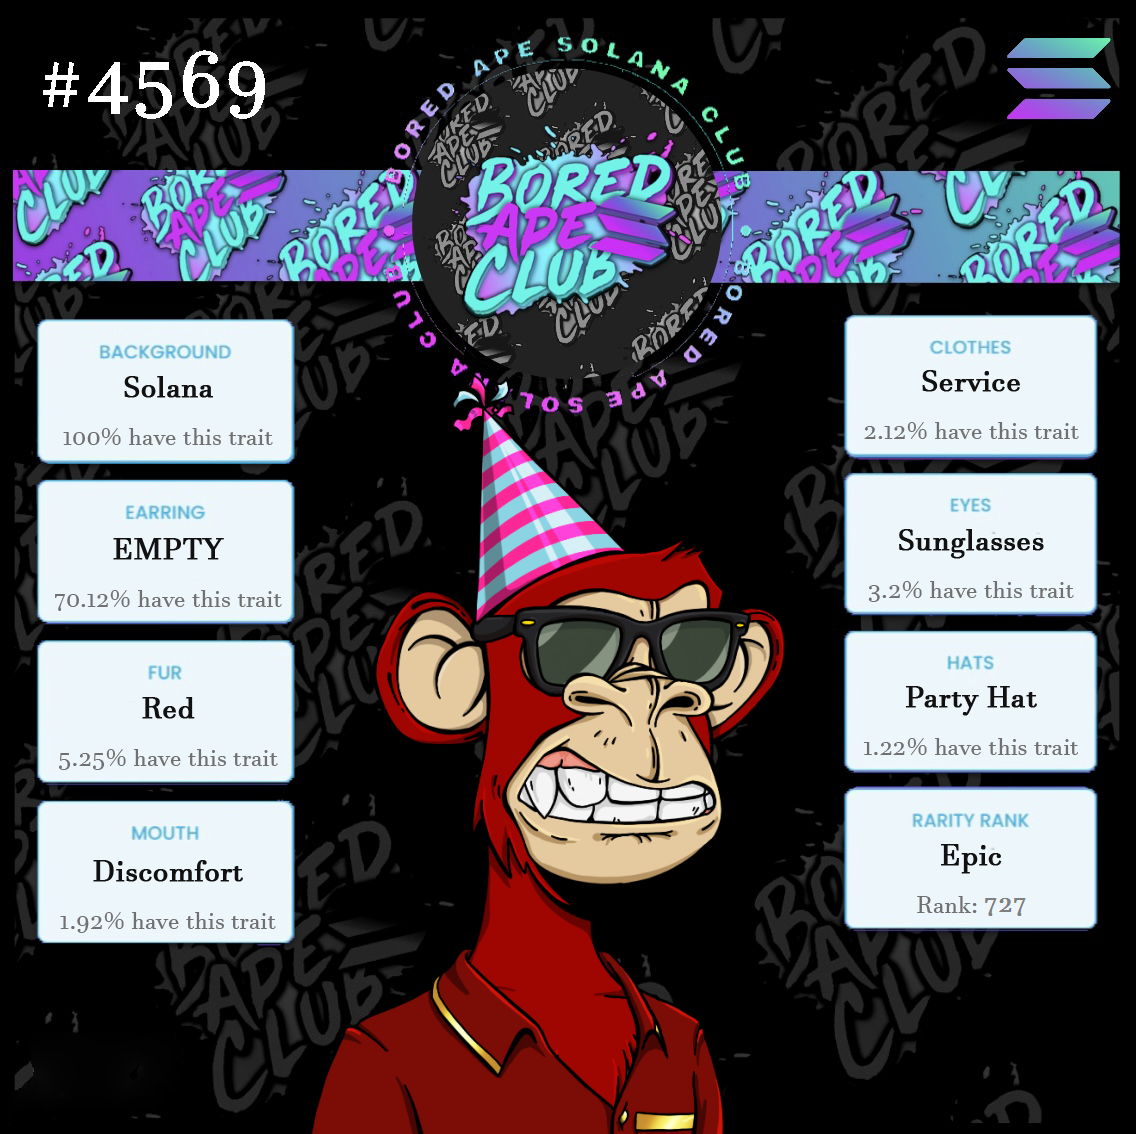 #4569
BORED APE SOLANA CLUB
BORED APE SOLANA CLUB
BORED
APE
CLUB
BACKGROUND
Solana
100% have this trait
EARRING
EMPTY
70.12% have this trait
FUR
Red
5.25% have this trait
MOUTH
Discomfort
1.92% have this trait
CLOTHES
Service
2.12% have this trait
EYES
Sunglasses
3.2% have this trait
HATS
Party Hat
1.22% have this trait
RARITY RANK
Epic
Rank: 727